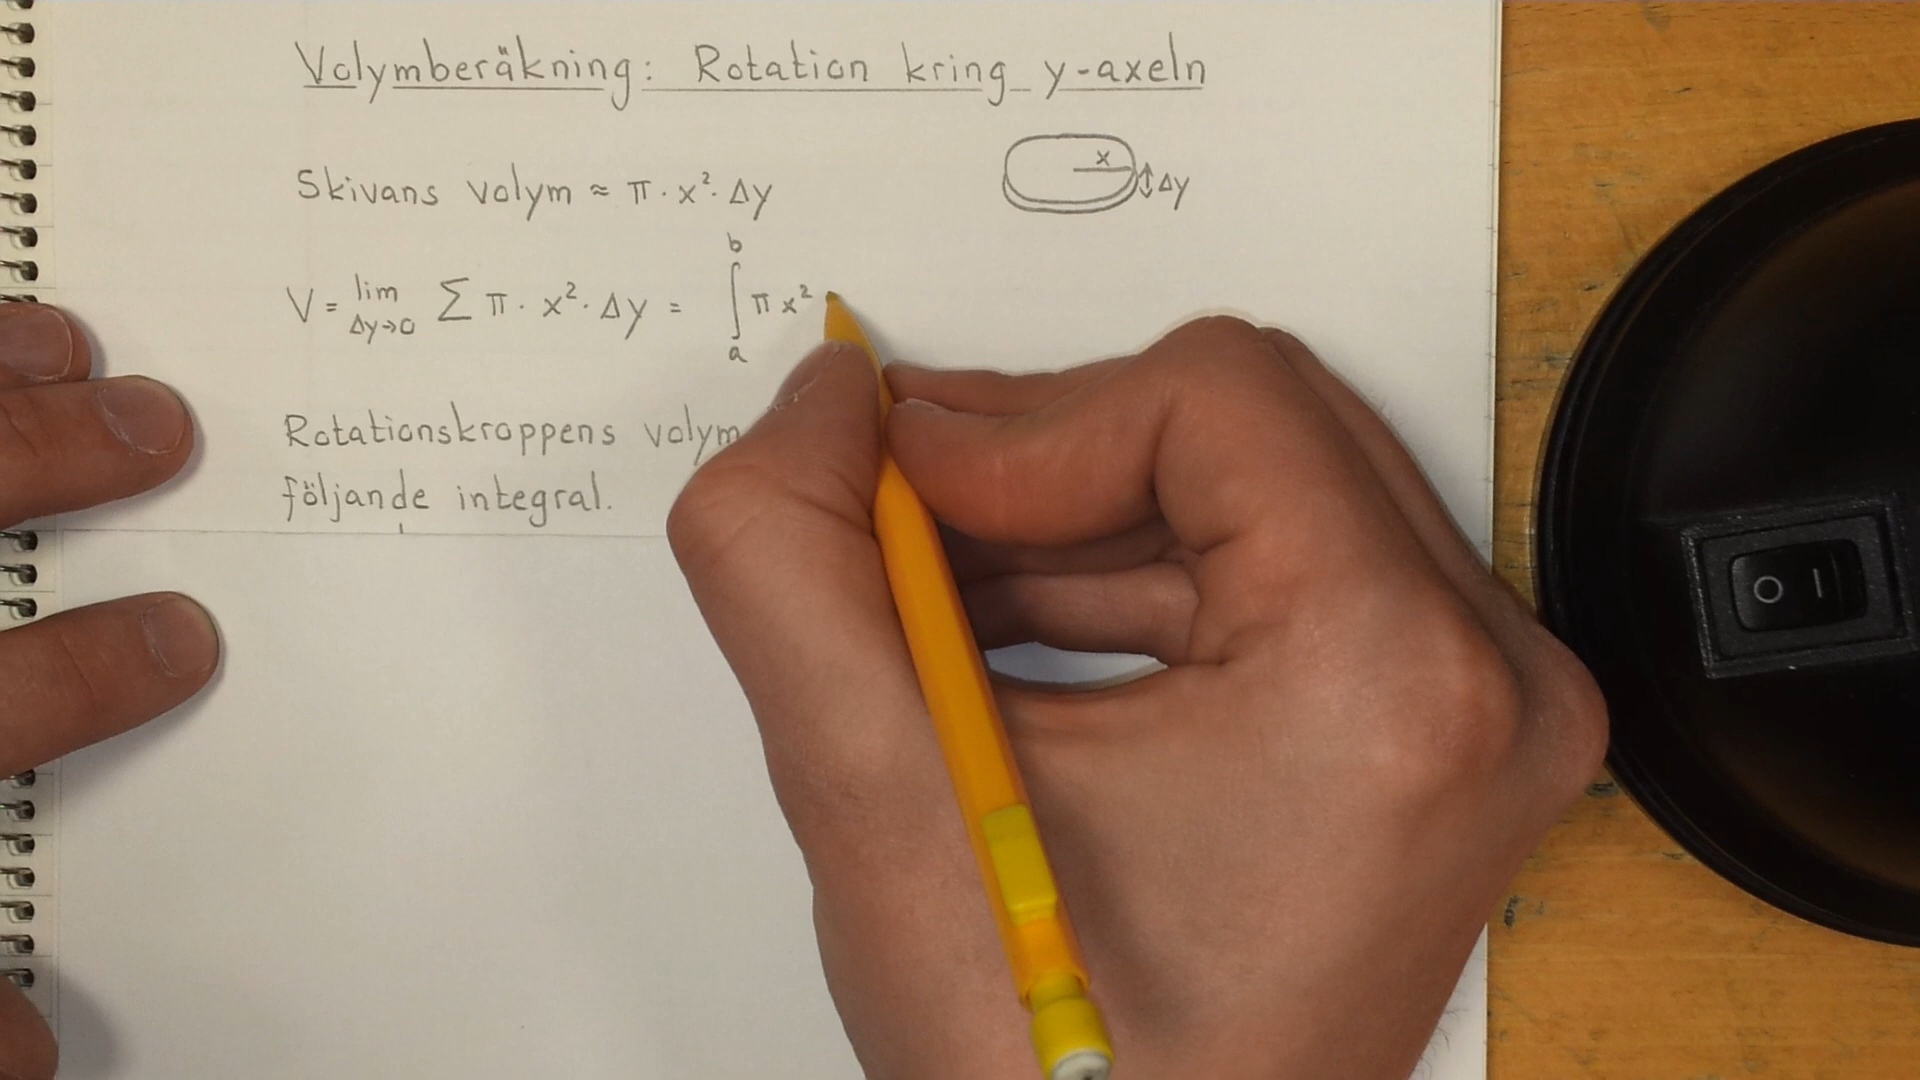 Volymberäkning: Rotation kring y-axeln
x
Δy
Skivans volym ≈ π · x² · Δy
V = lim Δy→0 Σ π · x² · Δy = ∫ₐᵇ π x²
Rotationskroppens volym
följande integral.
O I